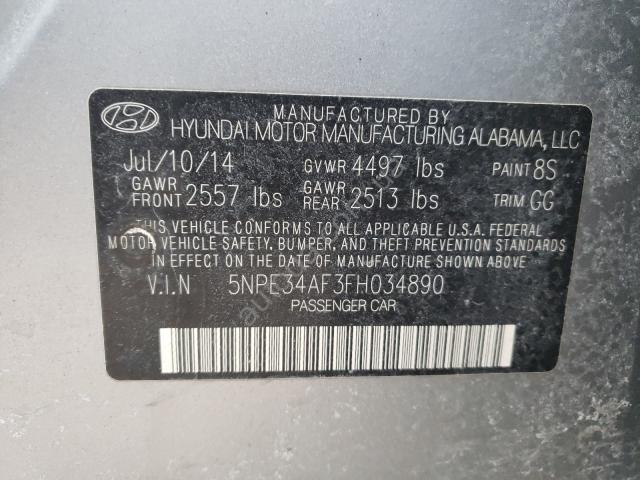 MANUFACTURED BY
HYUNDAI MOTOR MANUFACTURING ALABAMA, LLC
Jul/10/14 GVWR 4497 lbs PAINT 8S
GAWR FRONT 2557 lbs GAWR REAR 2513 lbs TRIM GG
THIS VEHICLE CONFORMS TO ALL APPLICABLE U.S.A. FEDERAL
MOTOR VEHICLE SAFETY, BUMPER, AND THEFT PREVENTION STANDARDS
IN EFFECT ON THE DATE OF MANUFACTURE SHOWN ABOVE.
V.I.N 5NPE34AF3FH034890
PASSENGER CAR